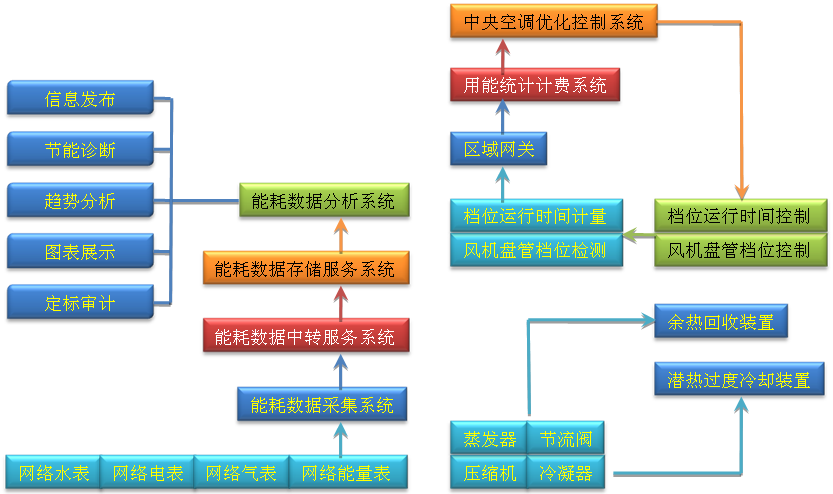 信息发布
节能诊断
趋势分析
图表展示
定标审计
能耗数据分析系统
能耗数据存储服务系统
能耗数据中转服务系统
能耗数据采集系统
网络水表 网络电表 网络气表 网络能量表
中央空调优化控制系统
用能统计计费系统
区域网关
档位运行时间计量
风机盘管档位检测
档位运行时间控制
风机盘管档位控制
余热回收装置
潜热过度冷却装置
蒸发器 节流阀
压缩机 冷凝器